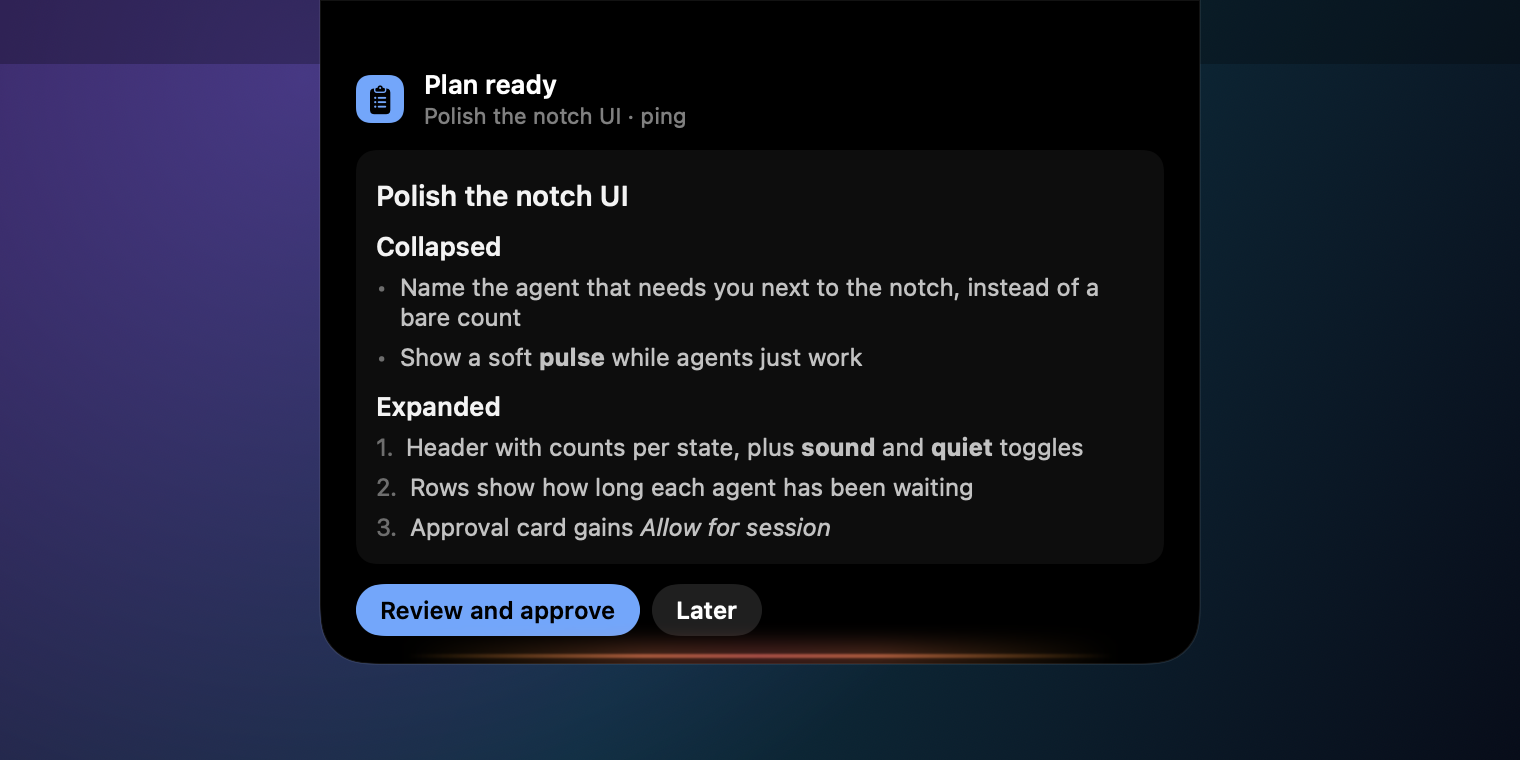 Plan ready
Polish the notch UI · ping
Polish the notch UI
Collapsed
• Name the agent that needs you next to the notch, instead of a
bare count
• Show a soft pulse while agents just work
Expanded
1. Header with counts per state, plus sound and quiet toggles
2. Rows show how long each agent has been waiting
3. Approval card gains Allow for session
Review and approve
Later